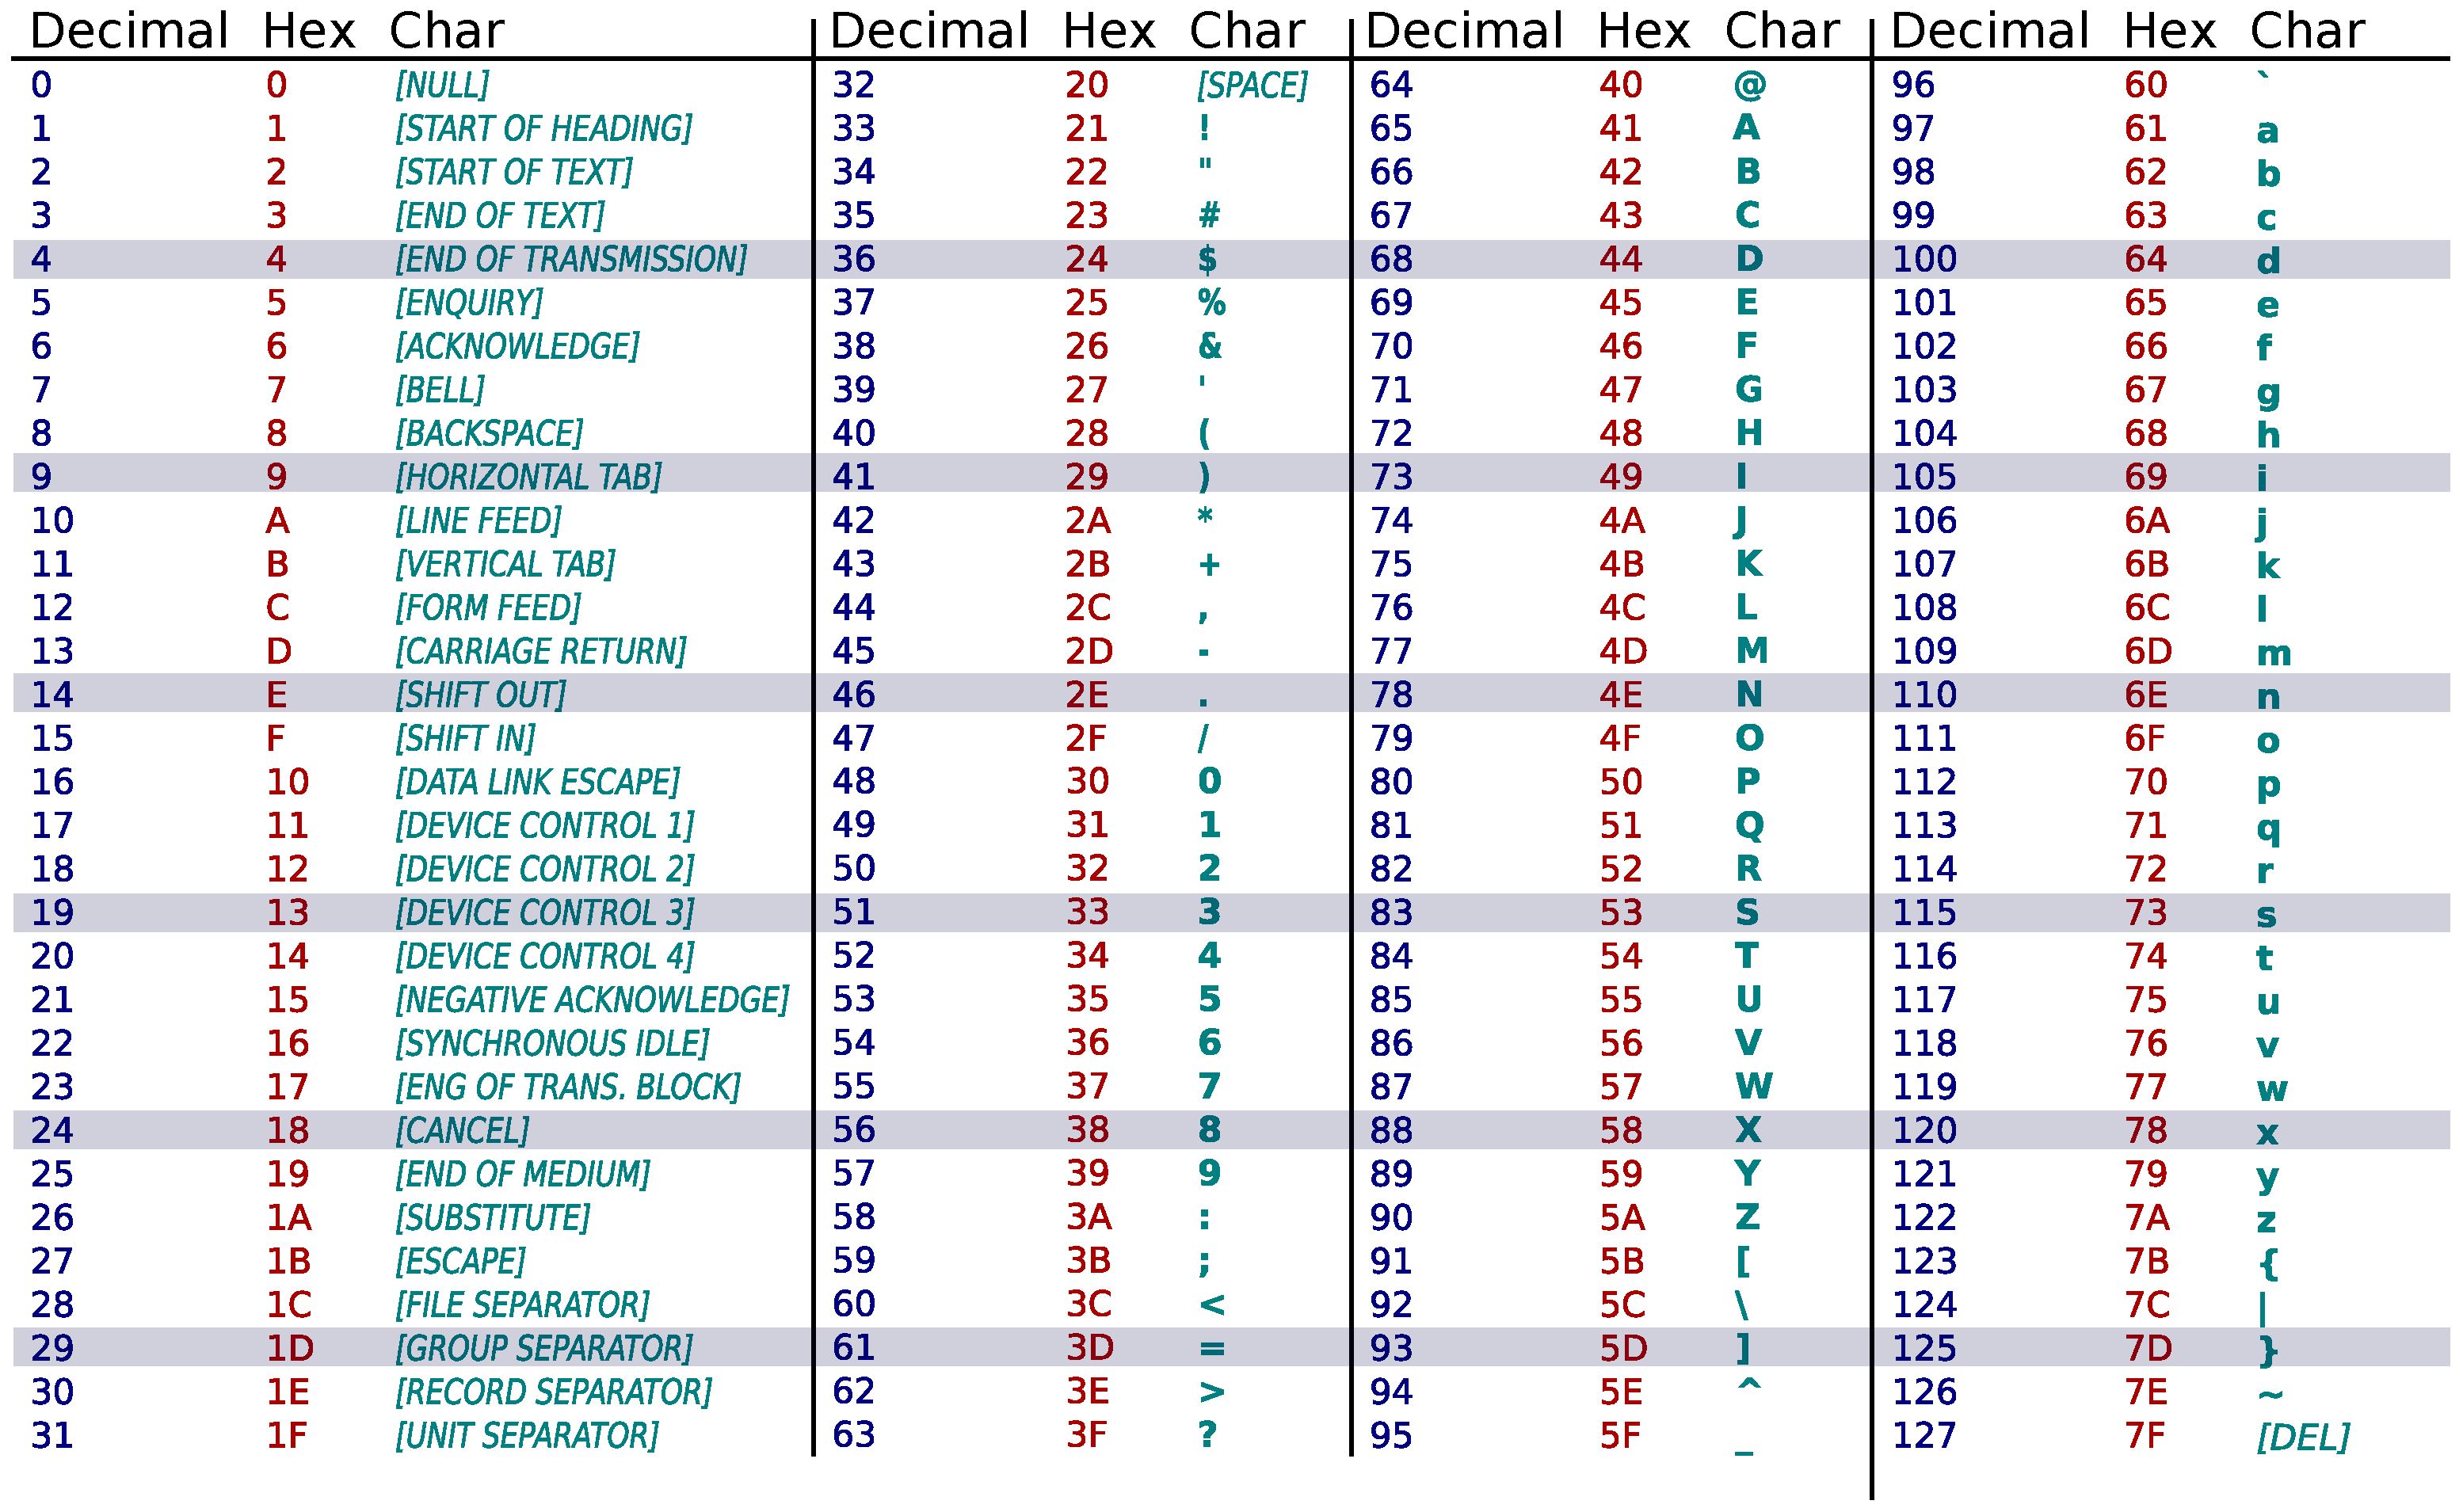 Decimal Hex Char Decimal Hex Char Decimal Hex Char Decimal Hex Char
0 0 [NULL] 32 20 [SPACE] 64 40 @ 96 60 `
1 1 [START OF HEADING] 33 21 ! 65 41 A 97 61 a
2 2 [START OF TEXT] 34 22 " 66 42 B 98 62 b
3 3 [END OF TEXT] 35 23 # 67 43 C 99 63 c
4 4 [END OF TRANSMISSION] 36 24 $ 68 44 D 100 64 d
5 5 [ENQUIRY] 37 25 % 69 45 E 101 65 e
6 6 [ACKNOWLEDGE] 38 26 & 70 46 F 102 66 f
7 7 [BELL] 39 27 ' 71 47 G 103 67 g
8 8 [BACKSPACE] 40 28 ( 72 48 H 104 68 h
9 9 [HORIZONTAL TAB] 41 29 ) 73 49 I 105 69 i
10 A [LINE FEED] 42 2A * 74 4A J 106 6A j
11 B [VERTICAL TAB] 43 2B + 75 4B K 107 6B k
12 C [FORM FEED] 44 2C , 76 4C L 108 6C l
13 D [CARRIAGE RETURN] 45 2D - 77 4D M 109 6D m
14 E [SHIFT OUT] 46 2E . 78 4E N 110 6E n
15 F [SHIFT IN] 47 2F / 79 4F O 111 6F o
16 10 [DATA LINK ESCAPE] 48 30 0 80 50 P 112 70 p
17 11 [DEVICE CONTROL 1] 49 31 1 81 51 Q 113 71 q
18 12 [DEVICE CONTROL 2] 50 32 2 82 52 R 114 72 r
19 13 [DEVICE CONTROL 3] 51 33 3 83 53 S 115 73 s
20 14 [DEVICE CONTROL 4] 52 34 4 84 54 T 116 74 t
21 15 [NEGATIVE ACKNOWLEDGE] 53 35 5 85 55 U 117 75 u
22 16 [SYNCHRONOUS IDLE] 54 36 6 86 56 V 118 76 v
23 17 [ENG OF TRANS. BLOCK] 55 37 7 87 57 W 119 77 w
24 18 [CANCEL] 56 38 8 88 58 X 120 78 x
25 19 [END OF MEDIUM] 57 39 9 89 59 Y 121 79 y
26 1A [SUBSTITUTE] 58 3A : 90 5A Z 122 7A z
27 1B [ESCAPE] 59 3B ; 91 5B [ 123 7B {
28 1C [FILE SEPARATOR] 60 3C < 92 5C \ 124 7C |
29 1D [GROUP SEPARATOR] 61 3D = 93 5D ] 125 7D }
30 1E [RECORD SEPARATOR] 62 3E > 94 5E ^ 126 7E ~
31 1F [UNIT SEPARATOR] 63 3F ? 95 5F _ 127 7F [DEL]